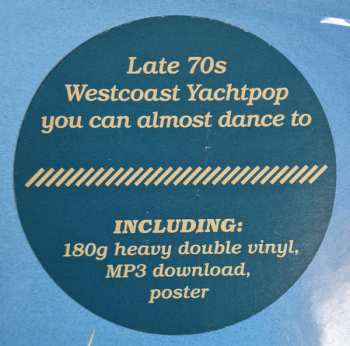 Late 70s
Westcoast Yachtpop
you can almost dance to
INCLUDING:
180g heavy double vinyl,
MP3 download,
poster